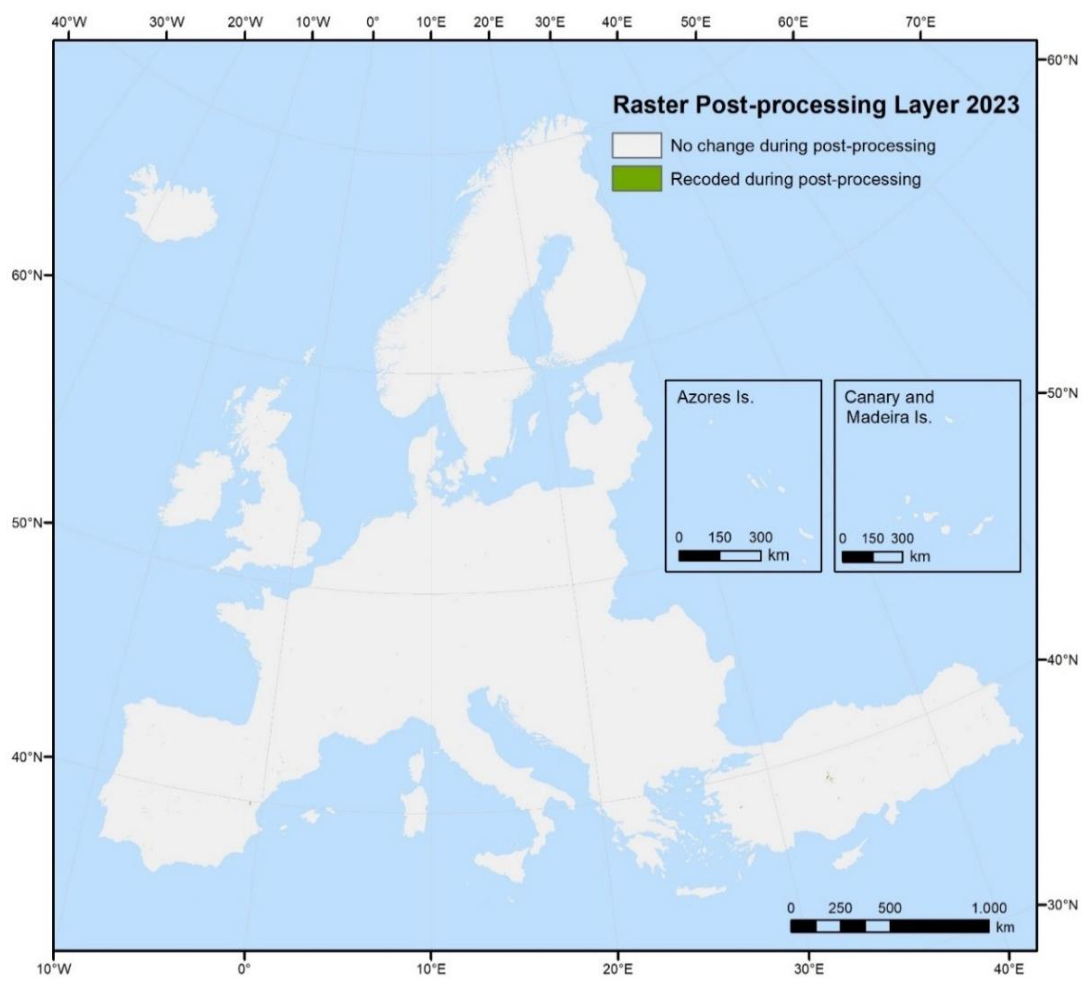 40°W 30°W 20°W 10°W 0° 10°E 20°E 30°E 40°E 50°E 60°E 70°E
60°N
Raster Post-processing Layer 2023
No change during post-processing
Recoded during post-processing
60°N
50°N
Azores Is.
0 150 300
km
Canary and
Madeira Is.
0 150 300
km
50°N
40°N
40°N
30°N
0 250 500 1.000
km
10°W 0° 10°E 20°E 30°E 40°E